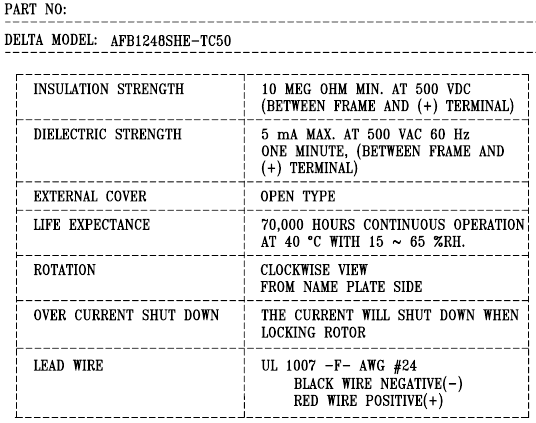 PART NO:
DELTA MODEL: AFB1248SHE-TC50
INSULATION STRENGTH
10 MEG OHM MIN. AT 500 VDC
(BETWEEN FRAME AND (+) TERMINAL)
DIELECTRIC STRENGTH
5 mA MAX. AT 500 VAC 60 Hz
ONE MINUTE, (BETWEEN FRAME AND
(+) TERMINAL)
EXTERNAL COVER
OPEN TYPE
LIFE EXPECTANCE
70,000 HOURS CONTINUOUS OPERATION
AT 40 °C WITH 15 ~ 65 %RH.
ROTATION
CLOCKWISE VIEW
FROM NAME PLATE SIDE
OVER CURRENT SHUT DOWN
THE CURRENT WILL SHUT DOWN WHEN
LOCKING ROTOR
LEAD WIRE
UL 1007 -F- AWG #24
BLACK WIRE NEGATIVE(-)
RED WIRE POSITIVE(+)